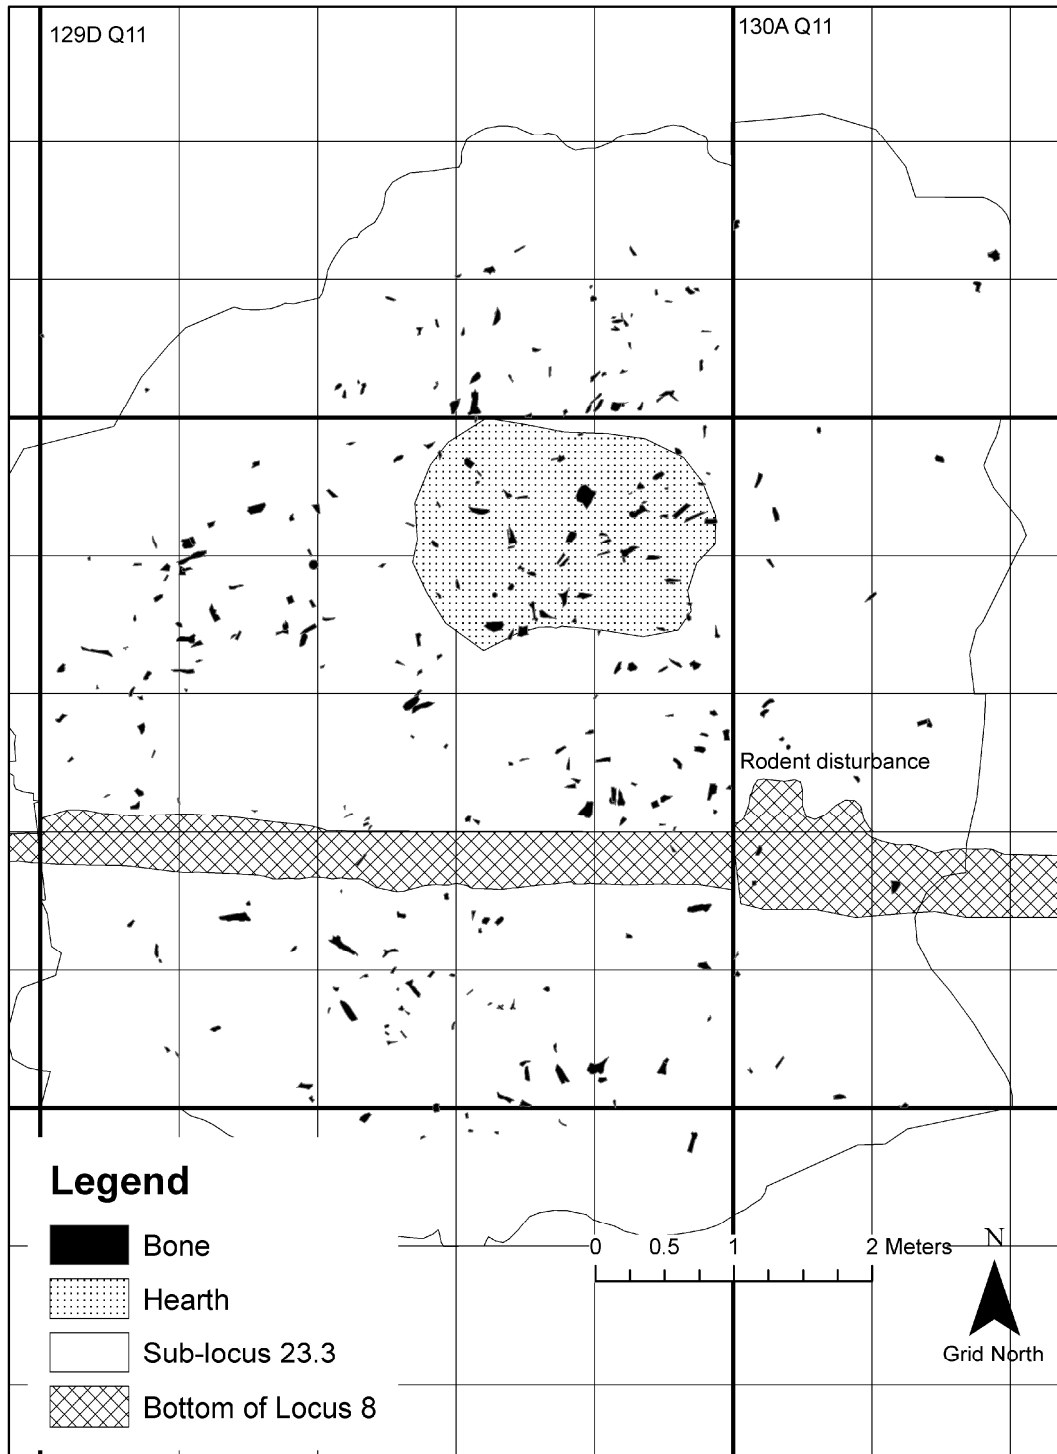 129D Q11
130A Q11
Rodent disturbance
Legend
Bone
Hearth
Sub-locus 23.3
Bottom of Locus 8
0 0.5 1 2 Meters
N
Grid North